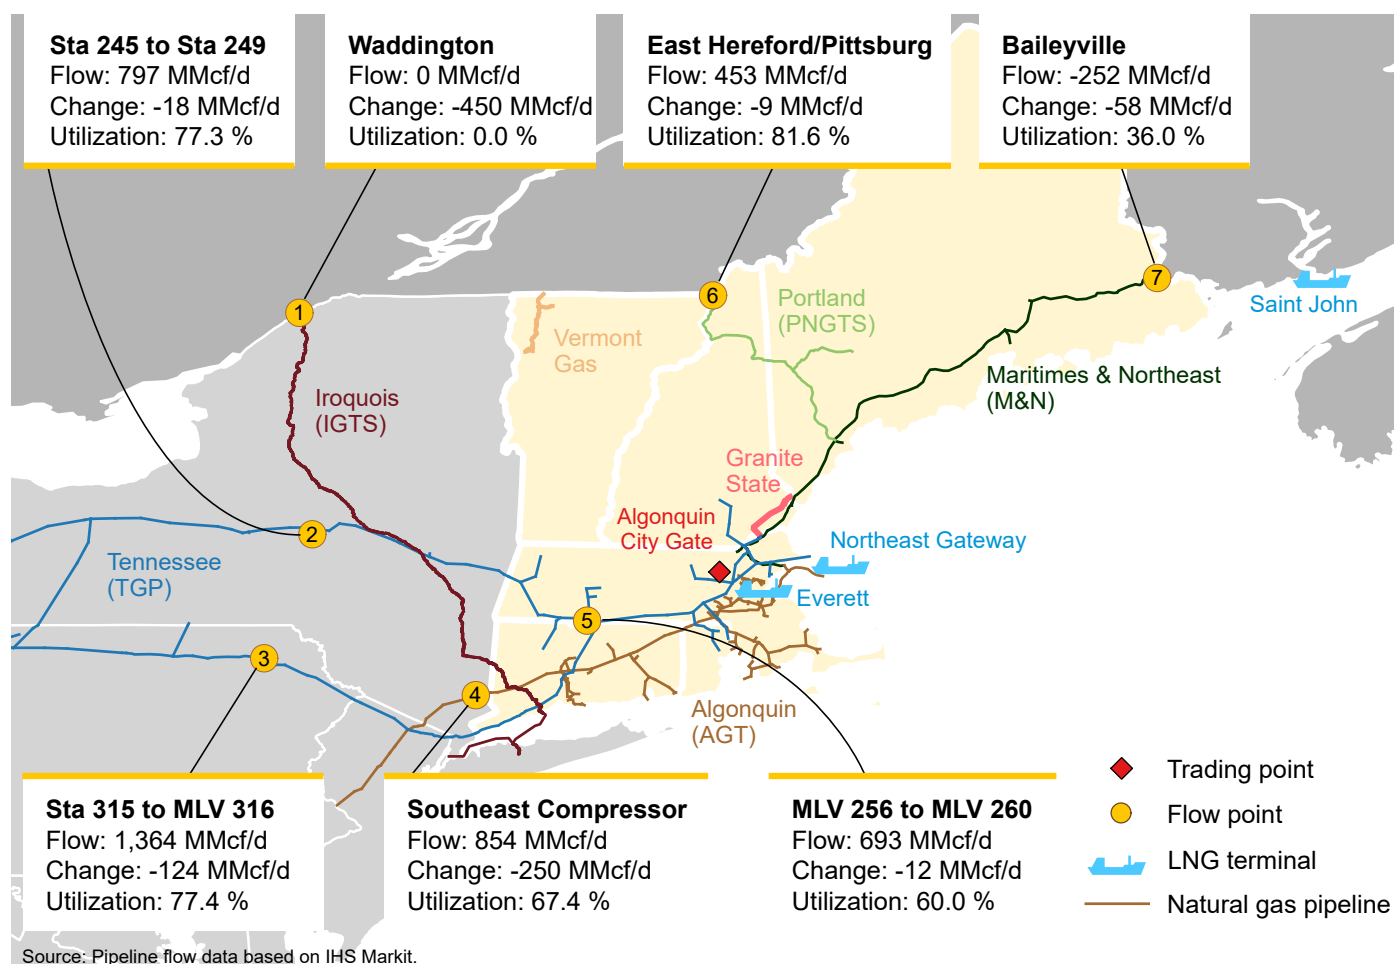 Sta 245 to Sta 249
Flow: 797 MMcf/d
Change: -18 MMcf/d
Utilization: 77.3 %
Waddington
Flow: 0 MMcf/d
Change: -450 MMcf/d
Utilization: 0.0 %
East Hereford/Pittsburg
Flow: 453 MMcf/d
Change: -9 MMcf/d
Utilization: 81.6 %
Baileyville
Flow: -252 MMcf/d
Change: -58 MMcf/d
Utilization: 36.0 %
1
6
7
Portland
(PNGTS)
Saint John
Vermont
Gas
Iroquois
(IGTS)
Maritimes & Northeast
(M&N)
Granite
State
Algonquin
City Gate
2
Northeast Gateway
Tennessee
(TGP)
Everett
5
3
4
Algonquin
(AGT)
Sta 315 to MLV 316
Flow: 1,364 MMcf/d
Change: -124 MMcf/d
Utilization: 77.4 %
Southeast Compressor
Flow: 854 MMcf/d
Change: -250 MMcf/d
Utilization: 67.4 %
MLV 256 to MLV 260
Flow: 693 MMcf/d
Change: -12 MMcf/d
Utilization: 60.0 %
Trading point
Flow point
LNG terminal
Natural gas pipeline
Source: Pipeline flow data based on IHS Markit.